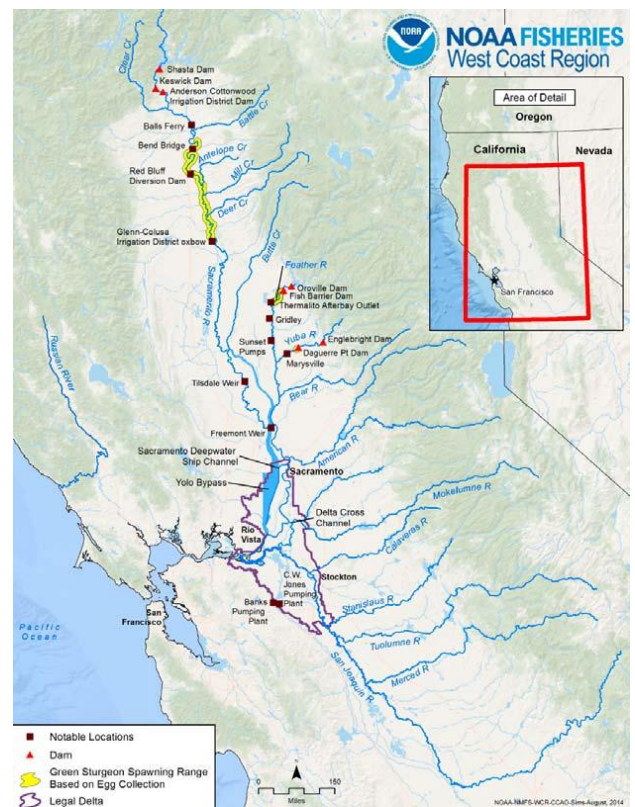 NOAA
NOAA FISHERIES
West Coast Region
Area of Detail
Oregon
California
Nevada
San Francisco
Clear Cr
Shasta Dam
Keswick Dam
Anderson Cottonwood
Irrigation District Dam
Balls Ferry
Battle Cr
Bend Bridge
Antelope Cr
Red Bluff
Diversion Dam
Mill Cr
Deer Cr
Glenn-Colusa
Irrigation District oxbow
Butte Cr
Sacramento R
Feather R
Oroville Dam
Fish Barrier Dam
Thermalito Afterbay Outlet
Gridley
Sunset
Pumps
Yuba R
Englebright Dam
Daguerre Pt Dam
Marysville
Russian River
Tilsdale Weir
Bear R
Freemont Weir
American R
Sacramento Deepwater
Ship Channel
Sacramento
Yolo Bypass
Mokelumne R
Delta Cross
Channel
Calaveras R
Rio
Vista
Stockton
C.W.
Jones
Pumping
Plant
Banks
Pumping
Plant
Stanislaus R
San
Francisco
Pacific
Ocean
Tuolumne R
San Joaquin R
Merced R
Notable Locations
Dam
Green Sturgeon Spawning Range
Based on Egg Collection
Legal Delta
0
150
Miles
NOAA-NMFS-WCR-CCAO-Sims-August, 2014